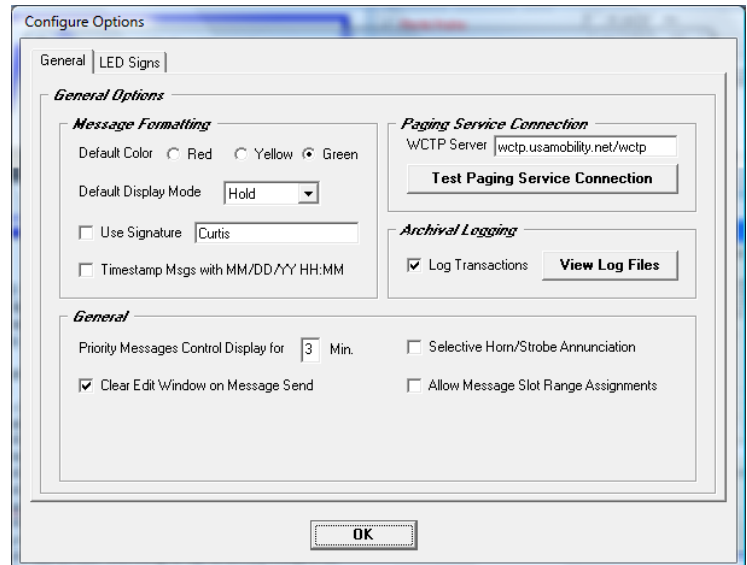 Configure Options
General
LED Signs
General Options
Message Formatting
Default Color Red Yellow Green
Default Display Mode Hold
Use Signature Curtis
Timestamp Msgs with MM/DD/YY HH:MM
Paging Service Connection
WCTP Server wctp.usamobility.net/wctp
Test Paging Service Connection
Archival Logging
Log Transactions View Log Files
General
Priority Messages Control Display for 3 Min.
Clear Edit Window on Message Send
Selective Horn/Strobe Annunciation
Allow Message Slot Range Assignments
OK